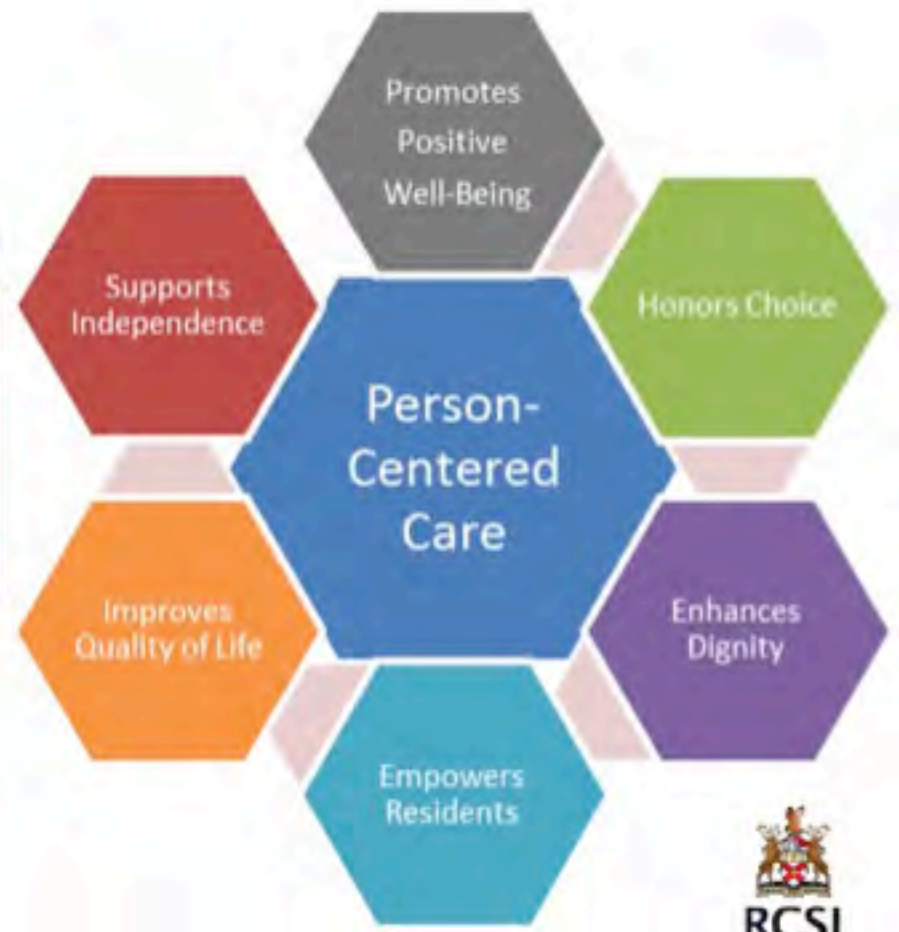 Promotes
Positive
Well-Being
Honors Choice
Enhances
Dignity
Empowers
Residents
Improves
Quality of Life
Supports
Independence
Person-
Centered
Care
RCSI